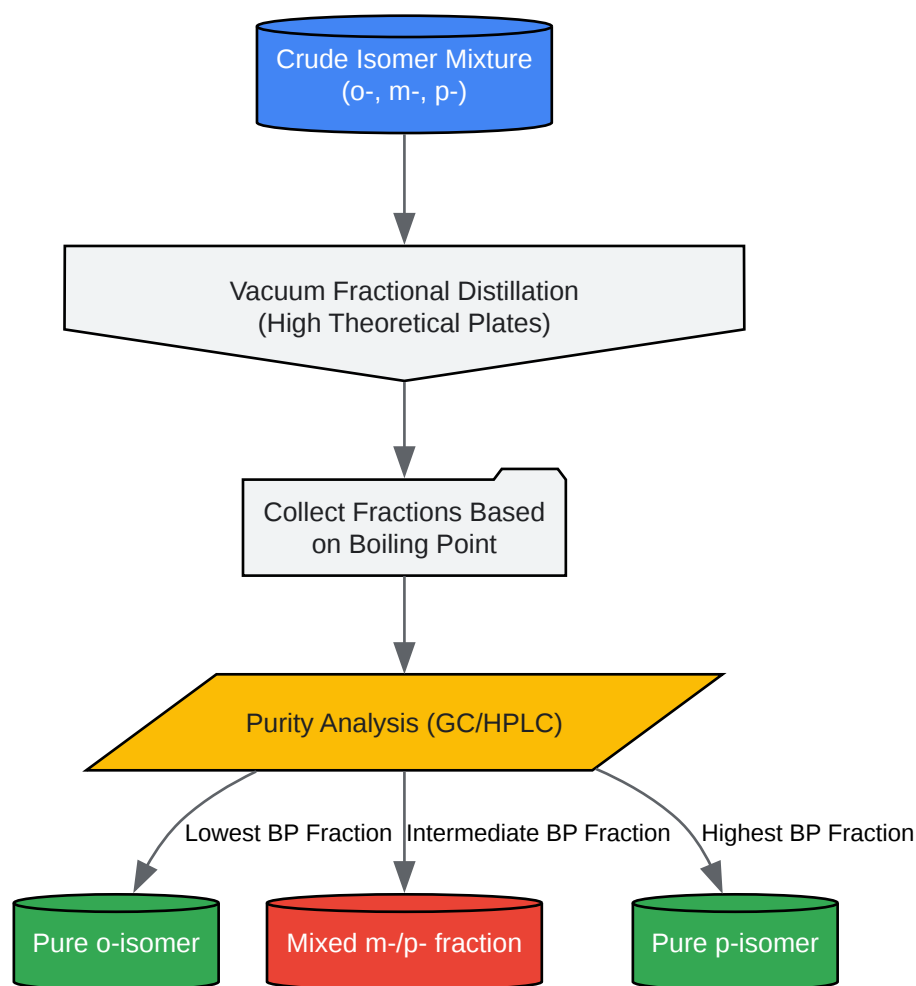 Crude Isomer Mixture
(o-, m-, p-)
Vacuum Fractional Distillation
(High Theoretical Plates)
Collect Fractions Based
on Boiling Point
Purity Analysis (GC/HPLC)
Lowest BP Fraction
Intermediate BP Fraction
Highest BP Fraction
Pure o-isomer
Mixed m-/p- fraction
Pure p-isomer